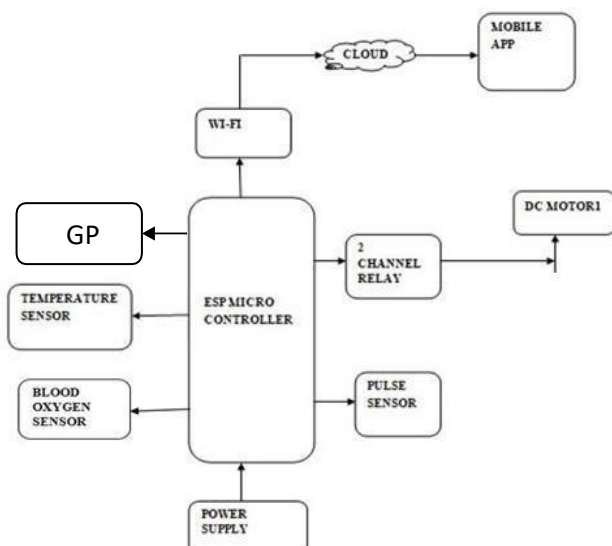 MOBILE
APP
CLOUD
WI-FI
GP
DC MOTOR1
2
CHANNEL
RELAY
TEMPERATURE
SENSOR
ESP MICRO
CONTROLLER
BLOOD
OXYGEN
SENSOR
PULSE
SENSOR
POWER
SUPPLY